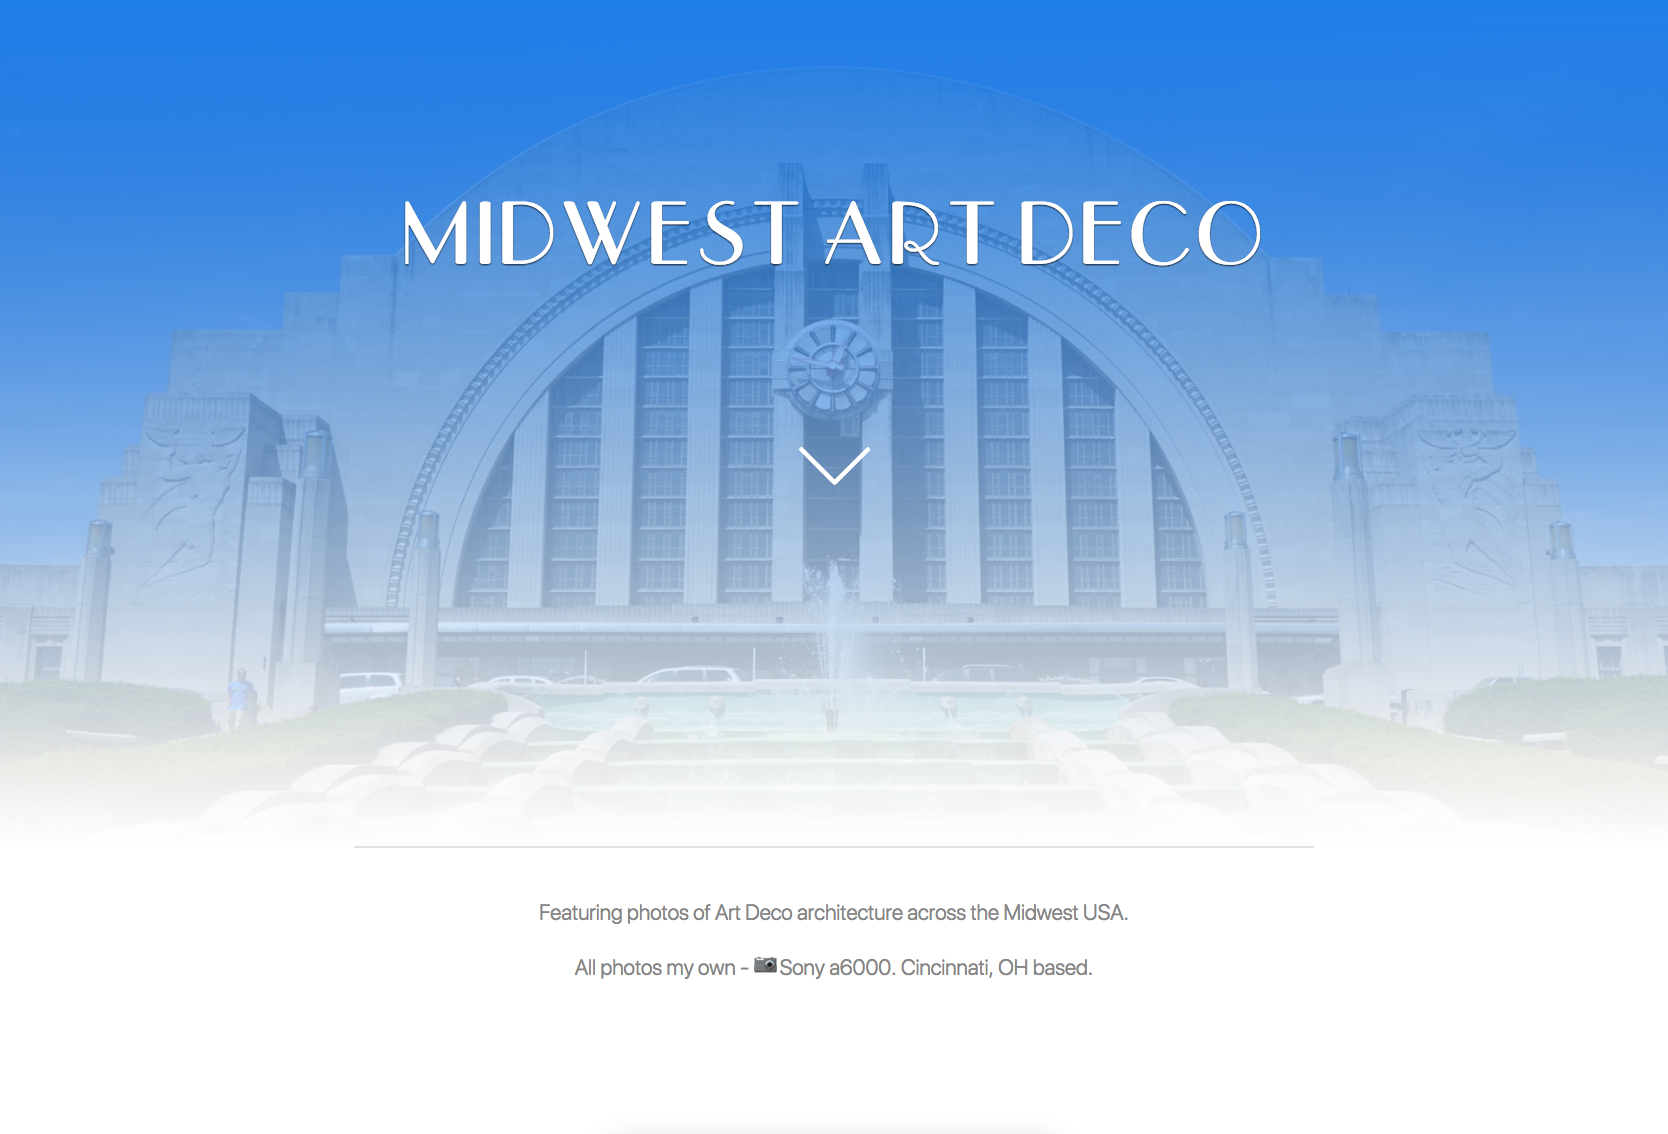 MIDWEST ART DECO
Featuring photos of Art Deco architecture across the Midwest USA.
All photos my own - 📷Sony a6000. Cincinnati, OH based.